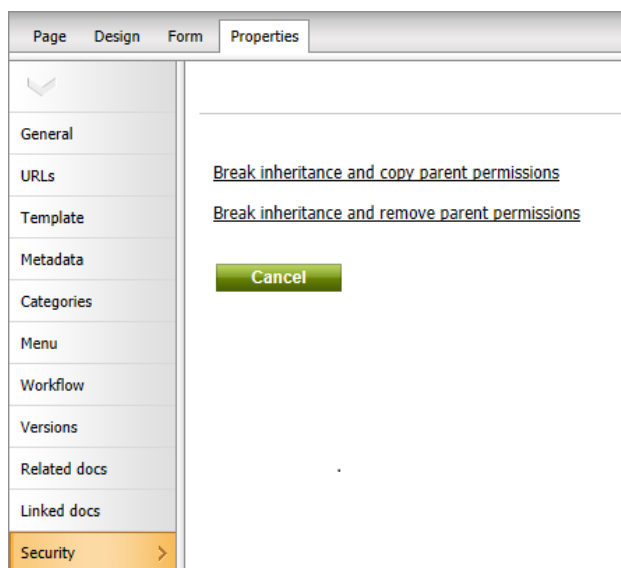 Page Design Form Properties
General
URLs
Template
Metadata
Categories
Menu
Workflow
Versions
Related docs
Linked docs
Security
Break inheritance and copy parent permissions
Break inheritance and remove parent permissions
Cancel
.